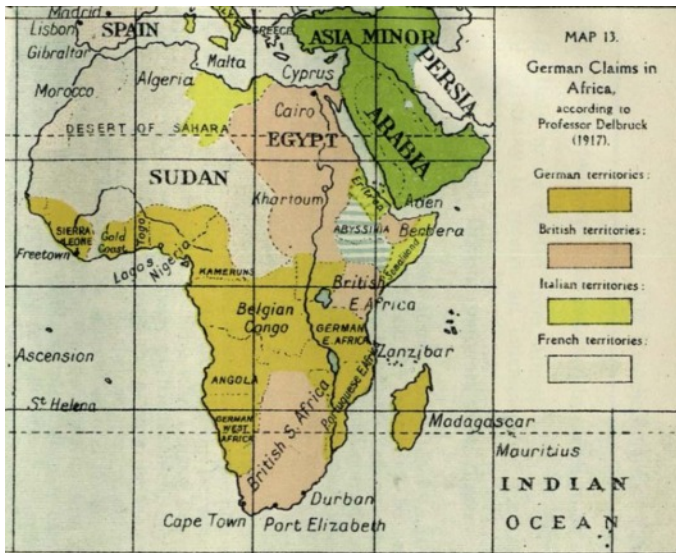 Madrid
Lisbon
SPAIN
GREECE
ASIA MINOR
Gibraltar
Malta
Cyprus
PERSIA
Algeria
Morocco
Cairo
DESERT OF SAHARA
EGYPT
ARABIA
SUDAN
Khartoum
Eritrea
Aden
ABYSSINIA
Berbera
SIERRA
LEONE
Gold
Coast
Togo
Freetown
Lagos
Nigeria
KAMERUNS
Somaliland
British
E. Africa
Belgian
Congo
GERMAN
E. AFRICA
Zanzibar
Ascension
ANGOLA
Portuguese E. Africa
St Helena
GERMAN
WEST
AFRICA
British S. Africa
Madagascar
Mauritius
INDIAN
OCEAN
Durban
Cape Town
Port Elizabeth
MAP 13.
German Claims in
Africa,
according to
Professor Delbruck
(1917).
German territories:
British territories:
Italian territories:
French territories: